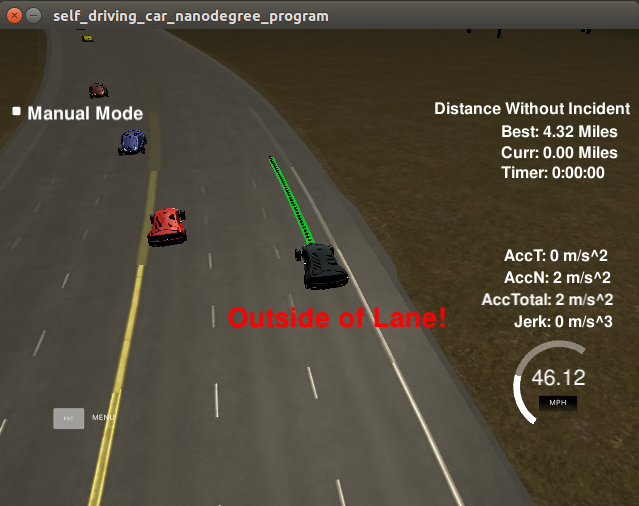 self_driving_car_nanodegree_program
Manual Mode
Distance Without Incident
Best: 4.32 Miles
Curr: 0.00 Miles
Timer: 0:00:00
AccT: 0 m/s^2
AccN: 2 m/s^2
AccTotal: 2 m/s^2
Jerk: 0 m/s^3
Outside of Lane!
46.12
MPH
ESC
MENU